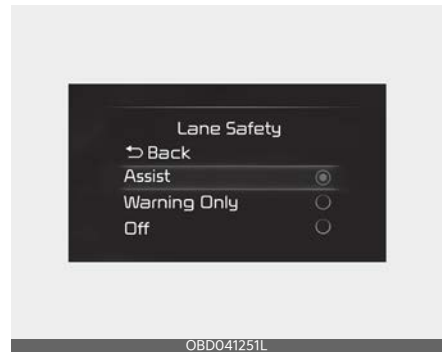 Lane Safety
Back
Assist
Warning Only
Off
OBD041251L